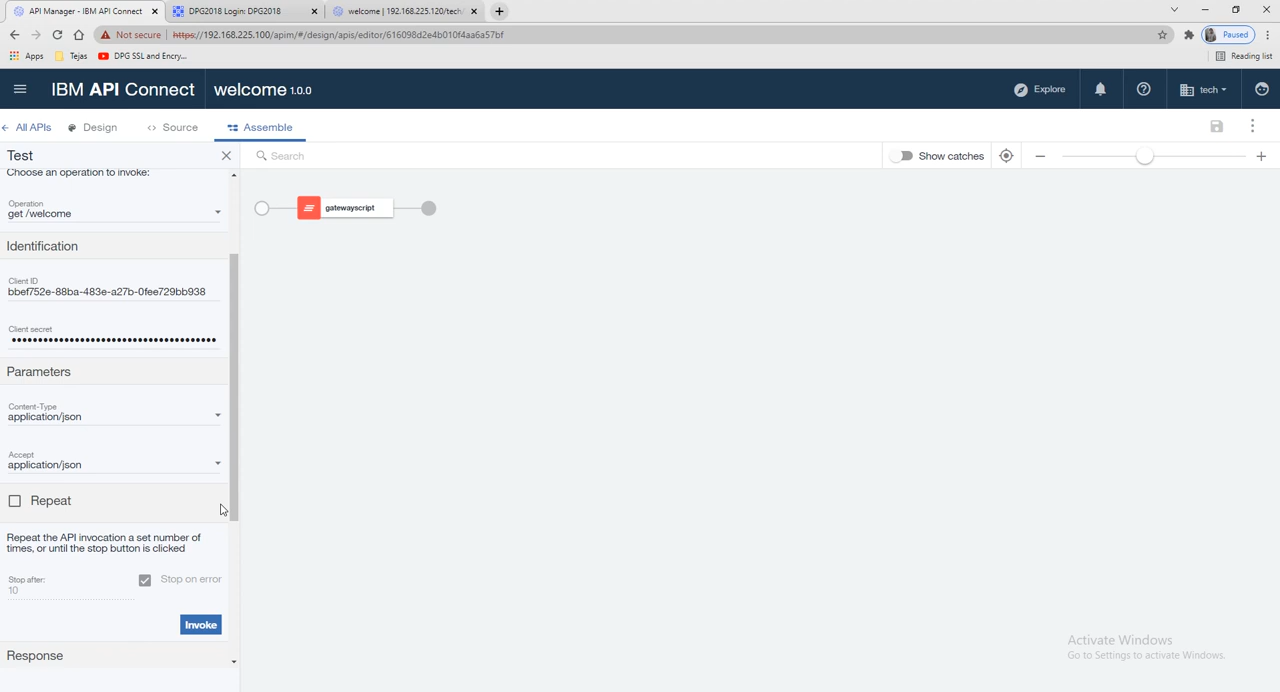 API Manager - IBM API Connect
DPG2018 Login: DPG2018
welcome | 192.168.225.120/tech/
Not secure
https://192.168.225.100/apim/#/design/apis/editor/616098d2e4b010f4aa6a57bf
Paused
Apps
Tejas
DPG SSL and Encry...
Reading list
IBM API Connect
welcome 1.0.0
Explore
tech
All APIs
Design
Source
Assemble
Test
Search
Show catches
Choose an operation to invoke:
Operation
get /welcome
gatewayscript
Identification
Client ID
bbef752e-88ba-483e-a27b-0fee729bb938
Client secret
Parameters
Content-Type
application/json
Accept
application/json
Repeat
Repeat the API invocation a set number of
times, or until the stop button is clicked
Stop after:
10
Stop on error
Invoke
Response
Activate Windows
Go to Settings to activate Windows.